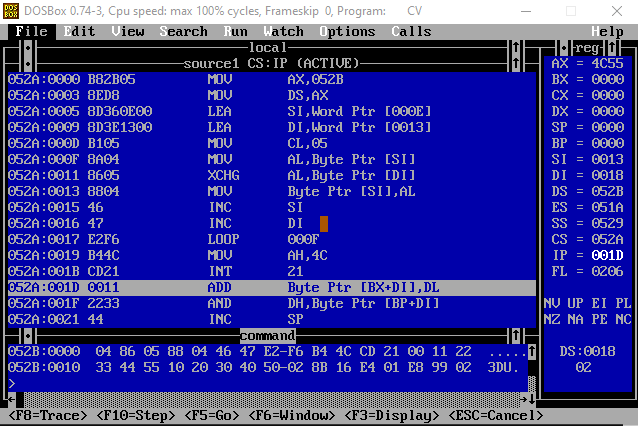 DOSBox 0.74-3, Cpu speed: max 100% cycles, Frameskip 0, Program: CV
File Edit View Search Run Watch Options Calls Help
local
source1 CS:IP (ACTIVE)
052A:0000 B82B05 MOV AX,052B
052A:0003 8ED8 MOV DS,AX
052A:0005 8D360E00 LEA SI,Word Ptr [000E]
052A:0009 8D3E1300 LEA DI,Word Ptr [0013]
052A:000D B105 MOV CL,05
052A:000F 8A04 MOV AL,Byte Ptr [SI]
052A:0011 8605 XCHG AL,Byte Ptr [DI]
052A:0013 8804 MOV Byte Ptr [SI],AL
052A:0015 46 INC SI
052A:0016 47 INC DI
052A:0017 E2F6 LOOP 000F
052A:0019 B44C MOV AH,4C
052A:001B CD21 INT 21
052A:001D 0011 ADD Byte Ptr [BX+DI],DL
052A:001F 2233 AND DH,Byte Ptr [BP+DI]
052A:0021 44 INC SP
reg
AX = 4C55
BX = 0000
CX = 0000
DX = 0000
SP = 0000
BP = 0000
SI = 0013
DI = 0018
DS = 052B
ES = 051A
SS = 0529
CS = 052A
IP = 001D
FL = 0206
NV UP EI PL
NZ NA PE NC
DS:0018
02
command
052B:0000 04 86 05 88 04 46 47 E2-F6 B4 4C CD 21 00 11 22 .....
052B:0010 33 44 55 10 20 30 40 50-02 8B 16 E4 01 E8 99 02 3DU.
>
<F8=Trace> <F10=Step> <F5=Go> <F6=Window> <F3=Display> <ESC=Cancel>